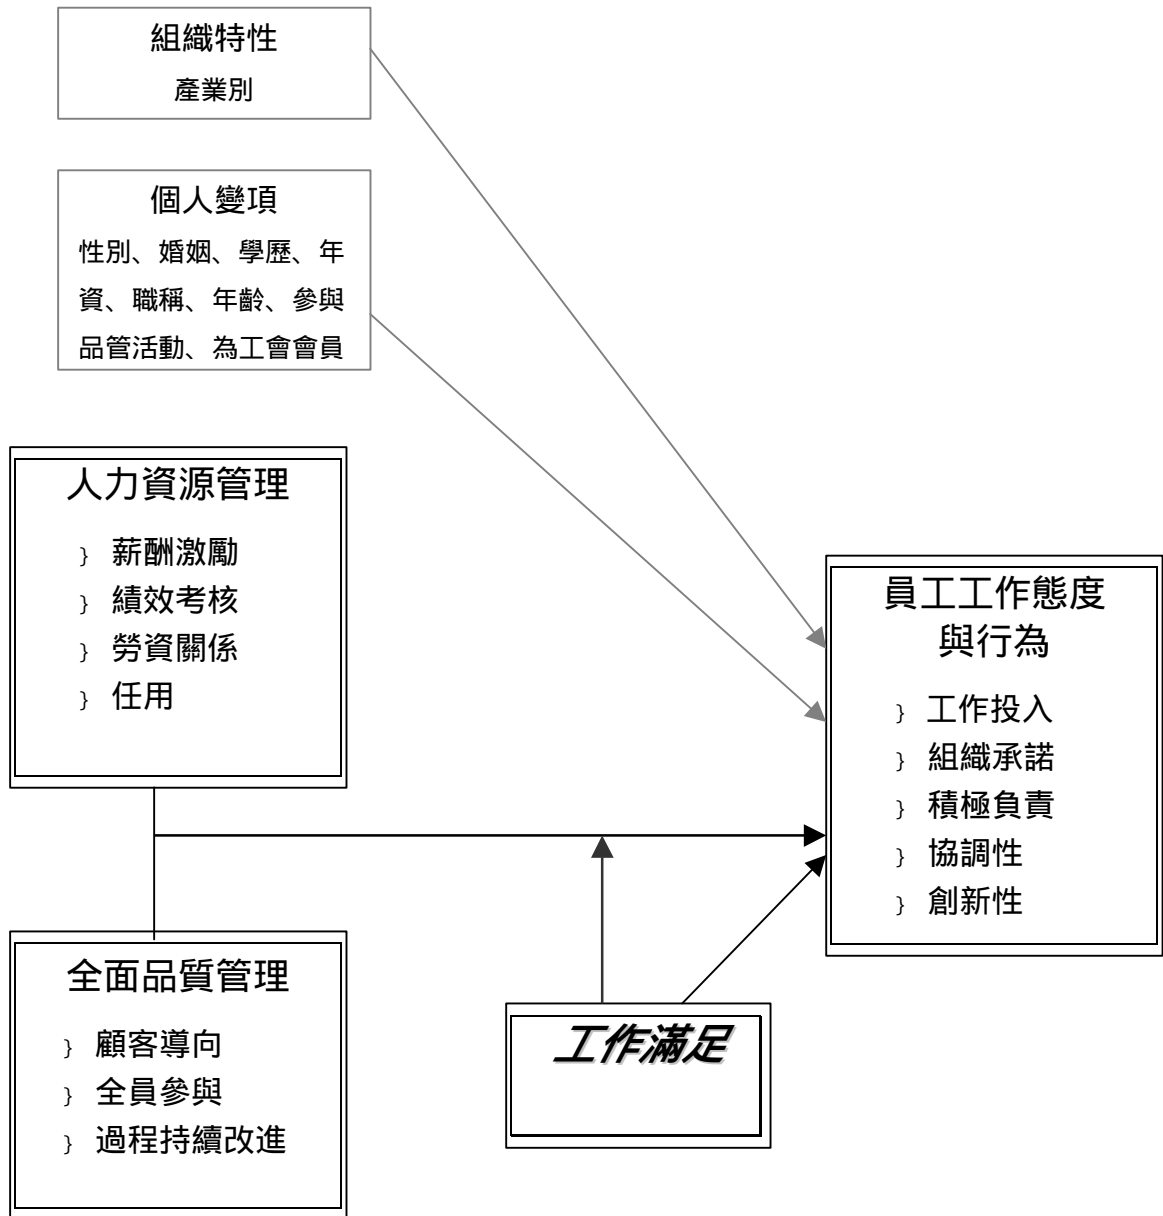 組織特性
產業別
個人變項
性別、婚姻、學歷、年
資、職稱、年齡、參與
品管活動、為工會會員
人力資源管理
} 薪酬激勵
} 績效考核
} 勞資關係
} 任用
員工工作態度
與行為
} 工作投入
} 組織承諾
} 積極負責
} 協調性
} 創新性
全面品質管理
} 顧客導向
} 全員參與
} 過程持續改進
工作滿足